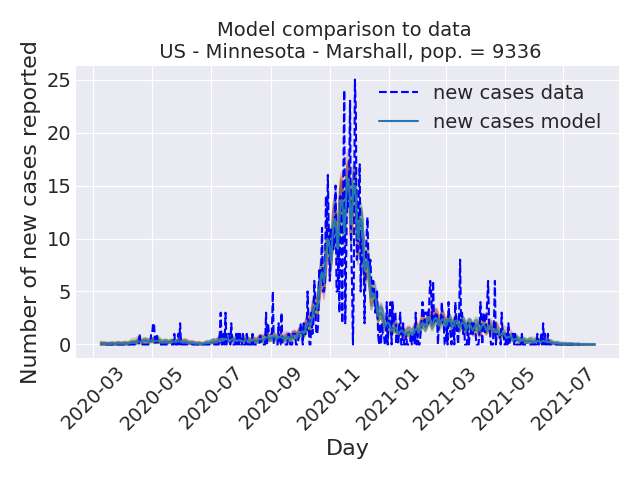 Model comparison to data
US - Minnesota - Marshall, pop. = 9336
Number of new cases reported
25
20
15
10
5
0
new cases data
new cases model
2020-03
2020-05
2020-07
2020-09
2020-11
2021-01
2021-03
2021-05
2021-07
Day